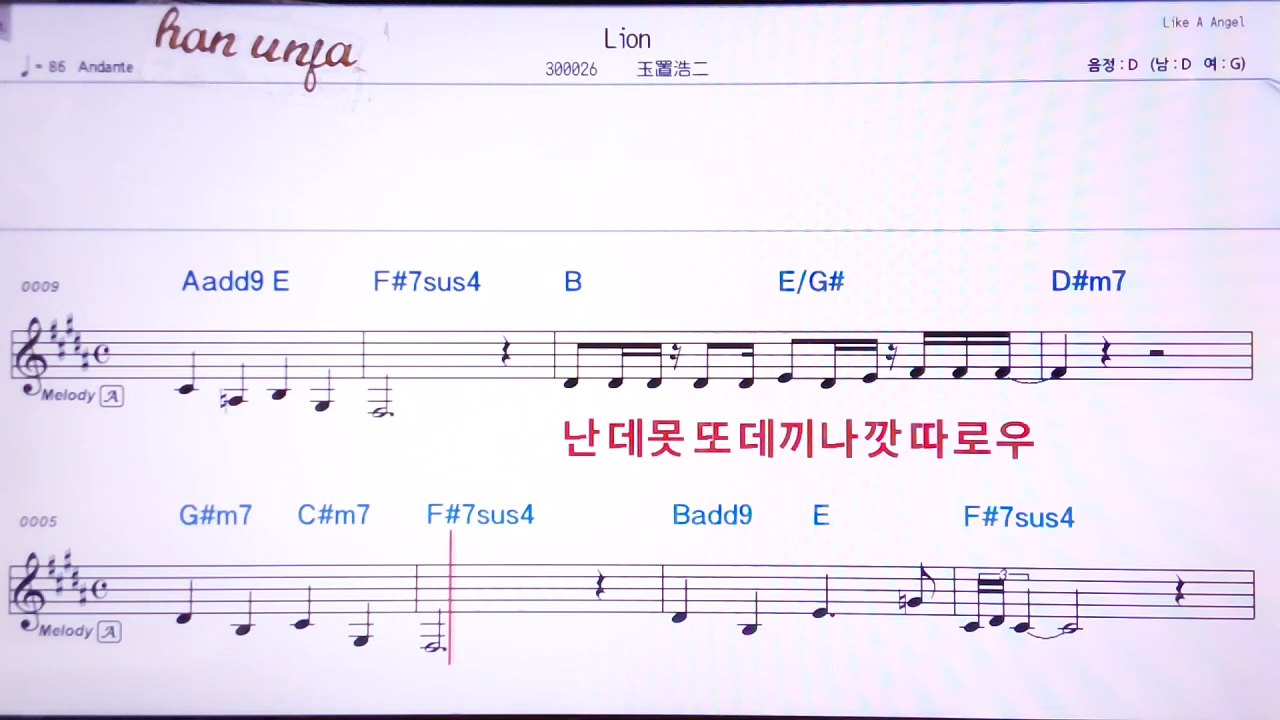 han unja
Lion
Like A Angel
♩= 86 Andante
300026 玉置浩二
음정 : D (남 : D 여 : G)
0009
Aadd9 E F#7sus4 B E/G# D#m7
Melody A
난 데 못 또 데 끼 나 깟 따 로 우
0005
G#m7 C#m7 F#7sus4 Badd9 E F#7sus4
3
Melody A